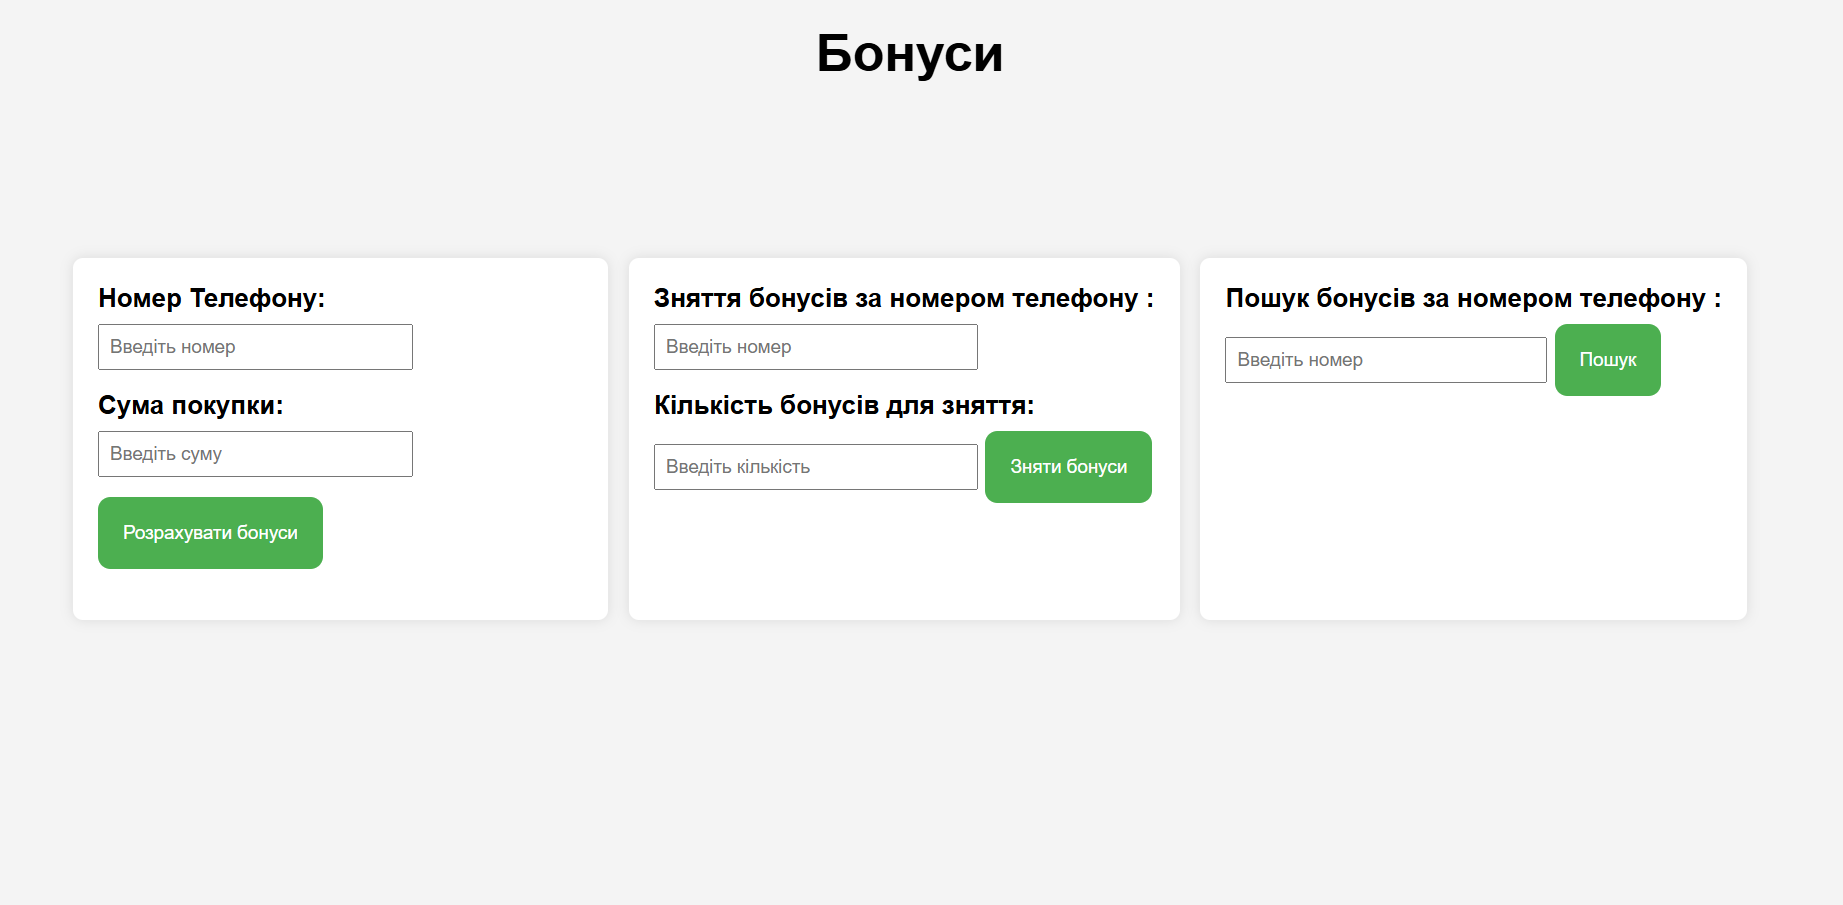 Бонуси
Номер Телефону:
Введіть номер
Сума покупки:
Введіть суму
Розрахувати бонуси
Зняття бонусів за номером телефону :
Введіть номер
Кількість бонусів для зняття:
Введіть кількість
Зняти бонуси
Пошук бонусів за номером телефону :
Введіть номер
Пошук